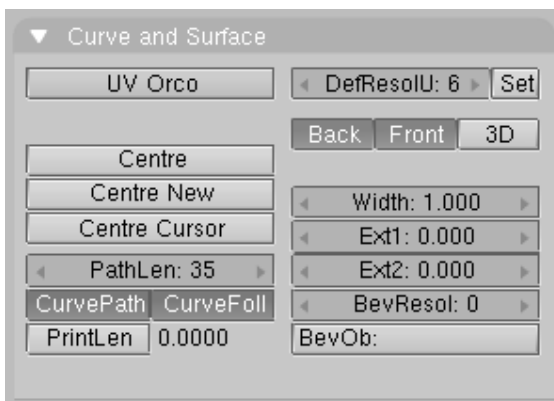 Curve and Surface
UV Orco
DefResolU: 6 Set
Back Front 3D
Centre
Centre New
Centre Cursor
PathLen: 35
CurvePath CurveFoll
PrintLen 0.0000
Width: 1.000
Ext1: 0.000
Ext2: 0.000
BevResol: 0
BevOb: